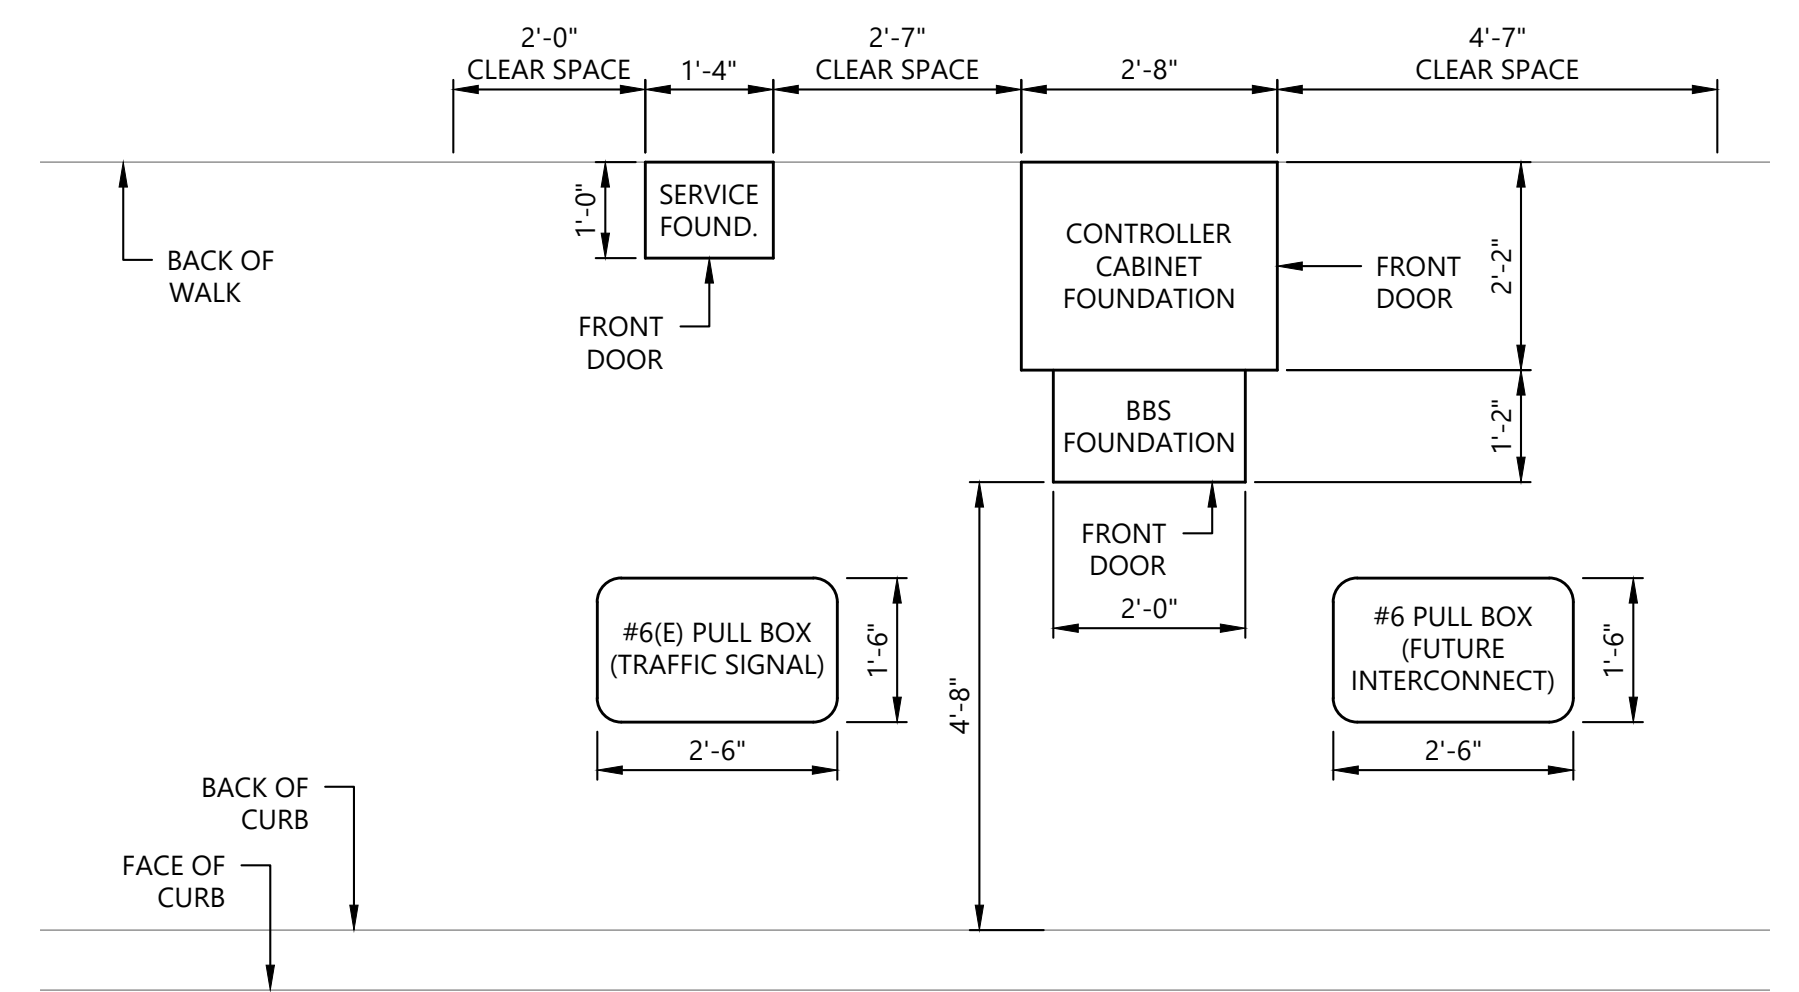 2'-0"
CLEAR SPACE
1'-4"
2'-7"
CLEAR SPACE
2'-8"
4'-7"
CLEAR SPACE
1'-0"
SERVICE
FOUND.
BACK OF
WALK
FRONT
DOOR
CONTROLLER
CABINET
FOUNDATION
FRONT
DOOR
2'-2"
BBS
FOUNDATION
1'-2"
FRONT
DOOR
2'-0"
#6(E) PULL BOX
(TRAFFIC SIGNAL)
1'-6"
2'-6"
4'-8"
#6 PULL BOX
(FUTURE
INTERCONNECT)
1'-6"
2'-6"
BACK OF
CURB
FACE OF
CURB